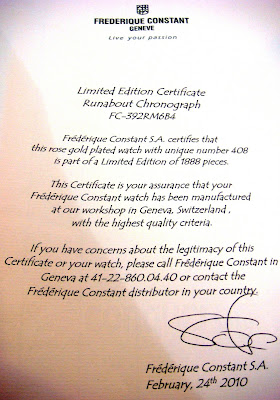 FREDERIQUE CONSTANT
GENEVE
Live your passion
Limited Edition Certificate
Runabout Chronograph
FC-392RM6B4
Frédérique Constant S.A. certifies that
this rose gold plated watch with unique number 408
is part of a Limited Edition of 1888 pieces.
This Certificate is your assurance that your
Frédérique Constant watch has been manufactured
at our workshop in Geneva, Switzerland ,
with the highest quality criteria.
If you have concerns about the legitimacy of this
Certificate or your watch, please call Frédérique Constant in
Geneva at 41-22-860.04.40 or contact the
Frédérique Constant distributor in your country
Frédérique Constant S.A.
February, 24th 2010